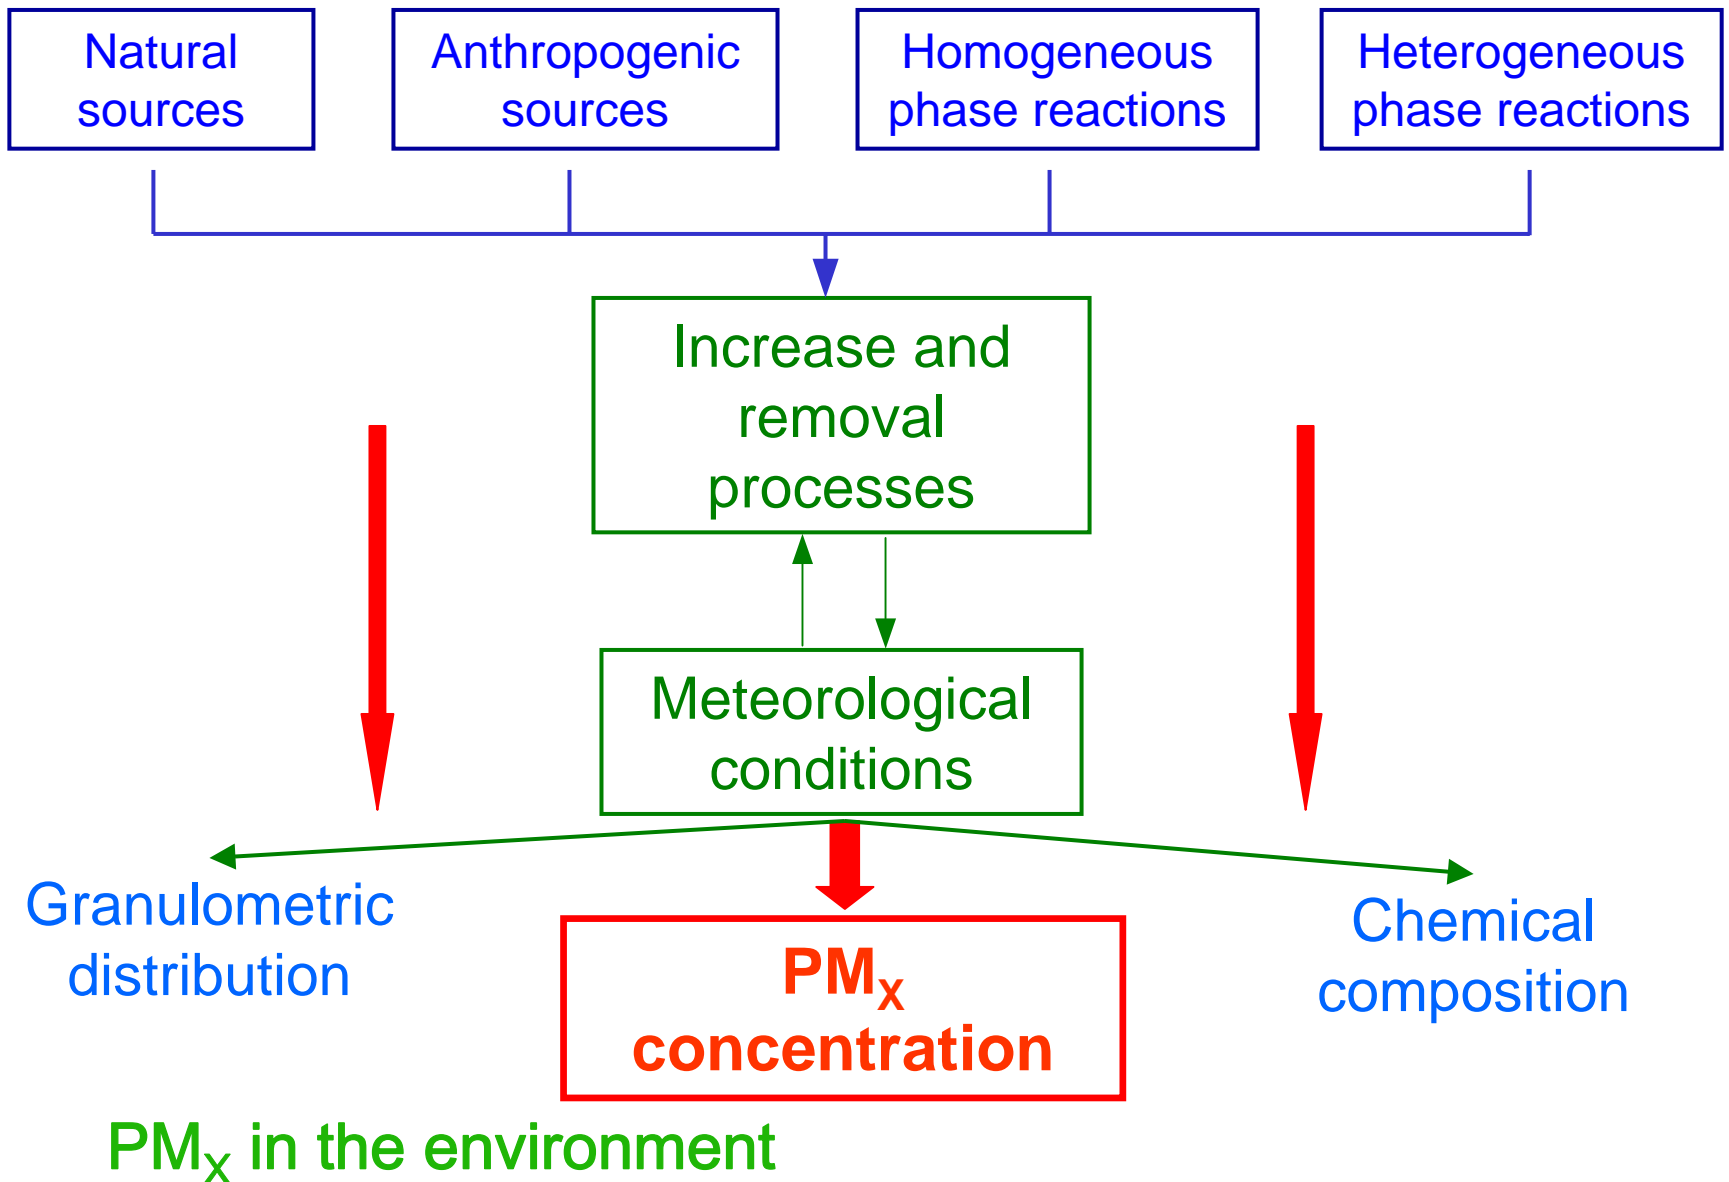 Natural
sources
Anthropogenic
sources
Homogeneous
phase reactions
Heterogeneous
phase reactions
Increase and
removal
processes
Meteorological
conditions
Granulometric
distribution
PMX
concentration
Chemical
composition
PMX in the environment